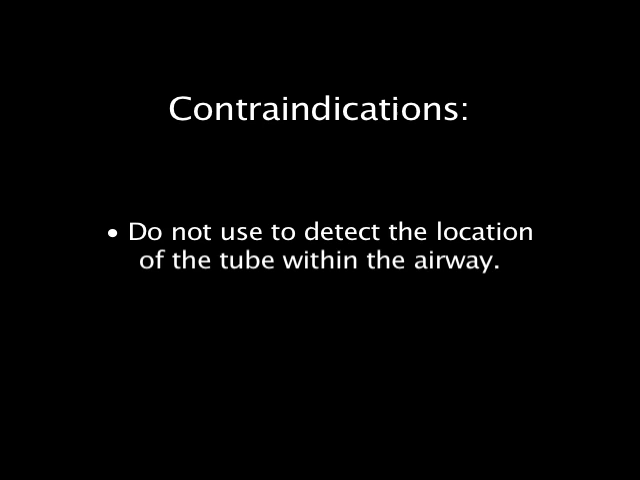 Contraindications:
• Do not use to detect the location
of the tube within the airway.